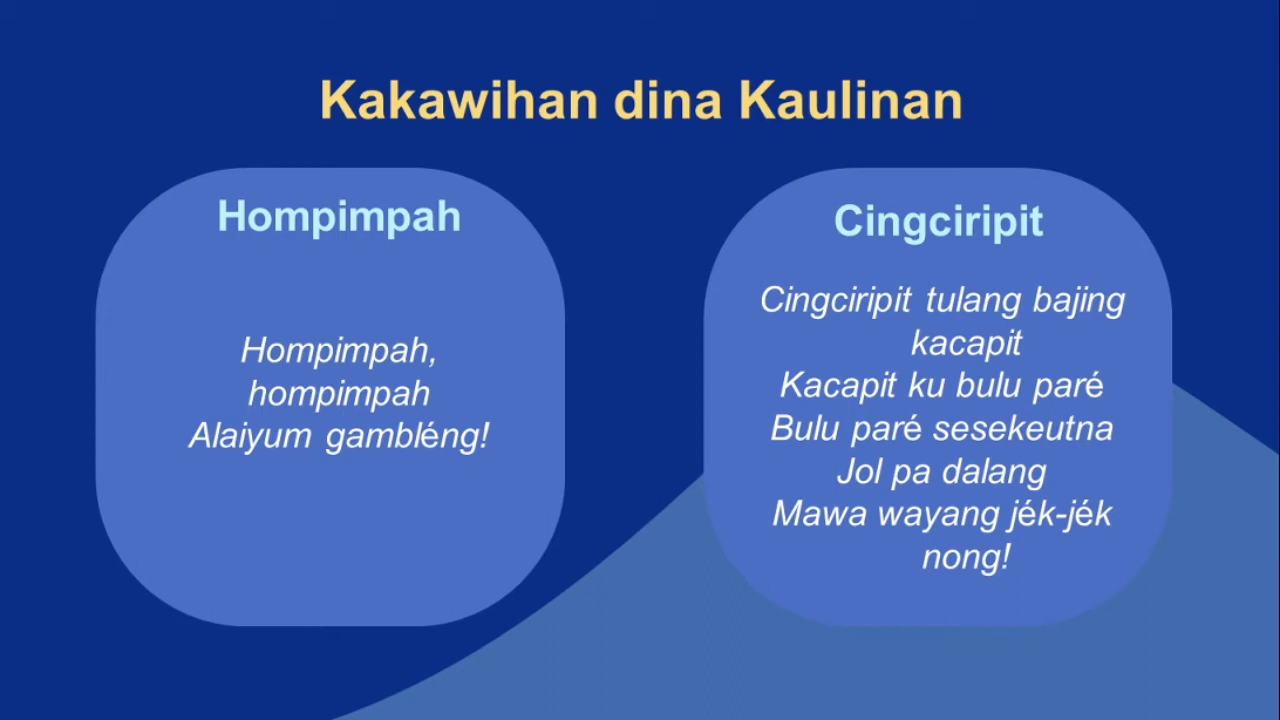 Kakawihan dina Kaulinan
Hompimpah
Hompimpah,
hompimpah
Alaiyum gambléng!
Cingciripit
Cingciripit tulang bajing
kacapit
Kacapit ku bulu paré
Bulu paré sesekeutna
Jol pa dalang
Mawa wayang jék-jék
nong!